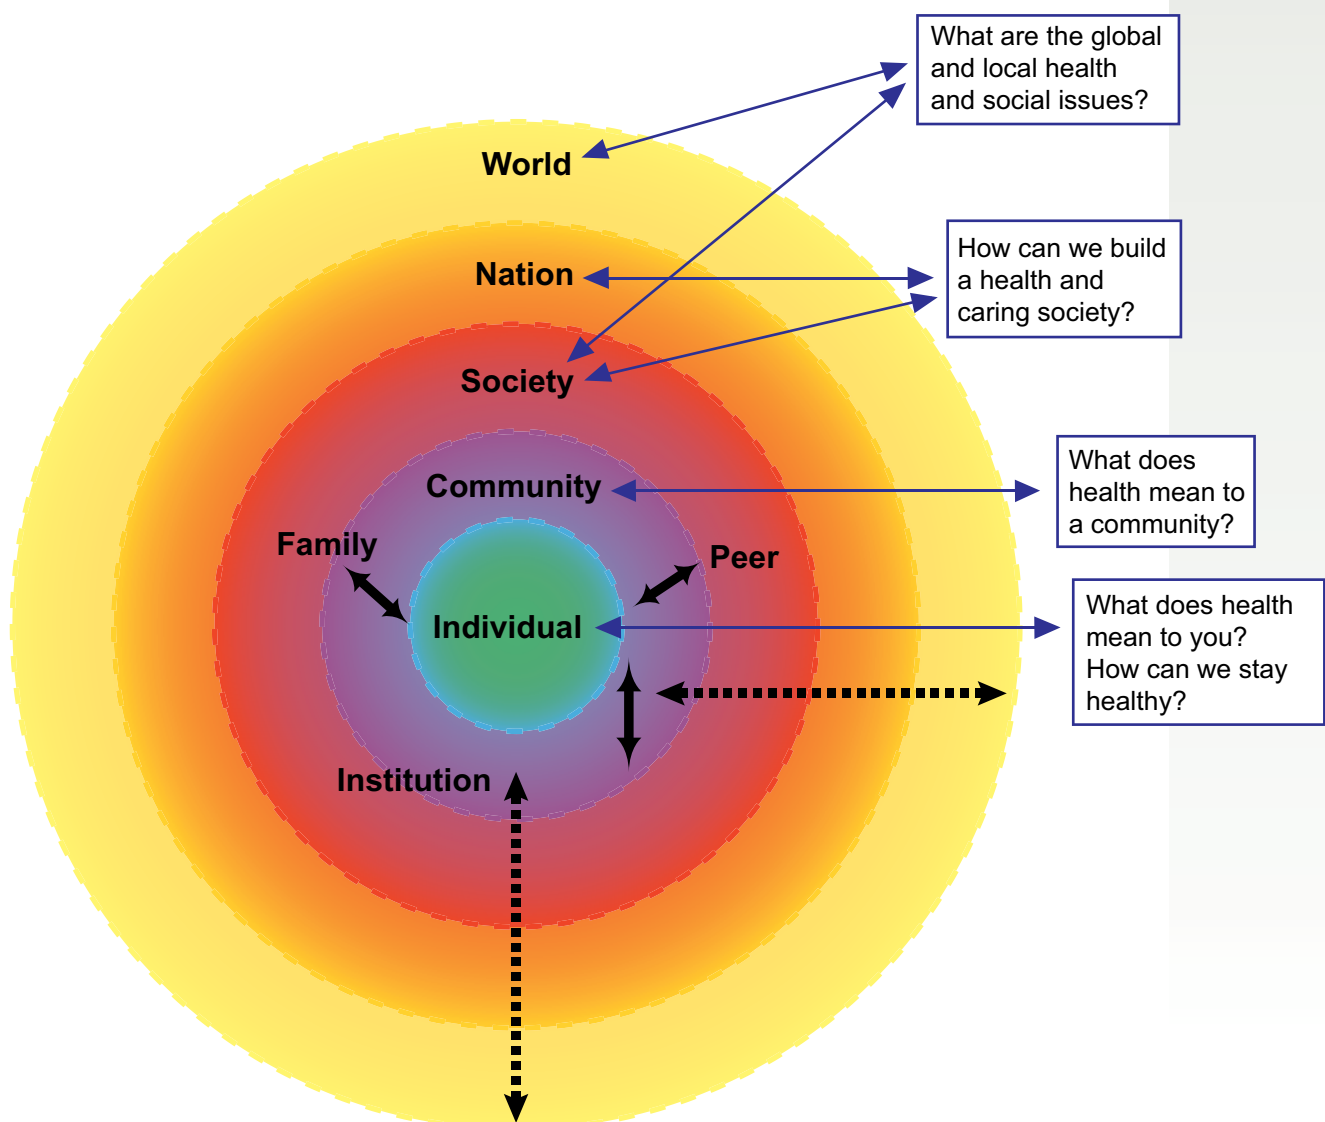 What are the global
and local health
and social issues?
World
How can we build
a health and
caring society?
Nation
Society
What does
health mean to
a community?
Community
Family
Peer
Individual
What does health
mean to you?
How can we stay
healthy?
Institution